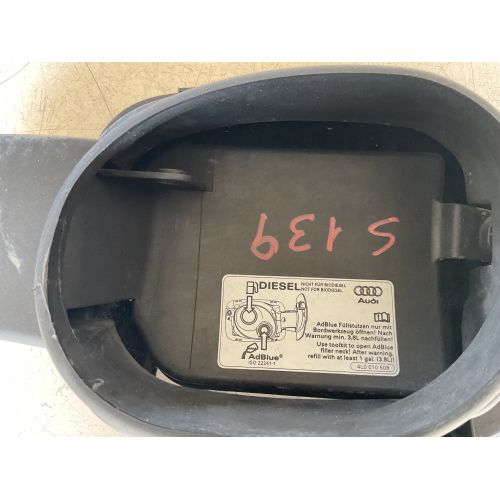 S 139
DIESEL
NICHT FÜR BIODIESEL
NOT FOR BIODIESEL
Audi
AdBlue®
ISO 22241-1
AdBlue Füllstutzen nur mit
Bordwerkzeug öffnen! Nach
Warnung min. 3,8L nachfüllen!
Use toolkit to open AdBlue
filler neck! After warning,
refill with at least 1 gal. (3.8L)!
4L0 010 508